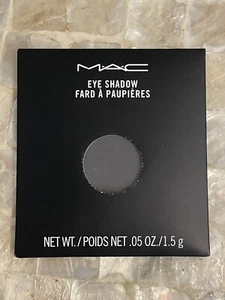 MAC
EYE SHADOW
FARD À PAUPIÈRES
NET WT./POIDS NET .05 OZ./1.5 g